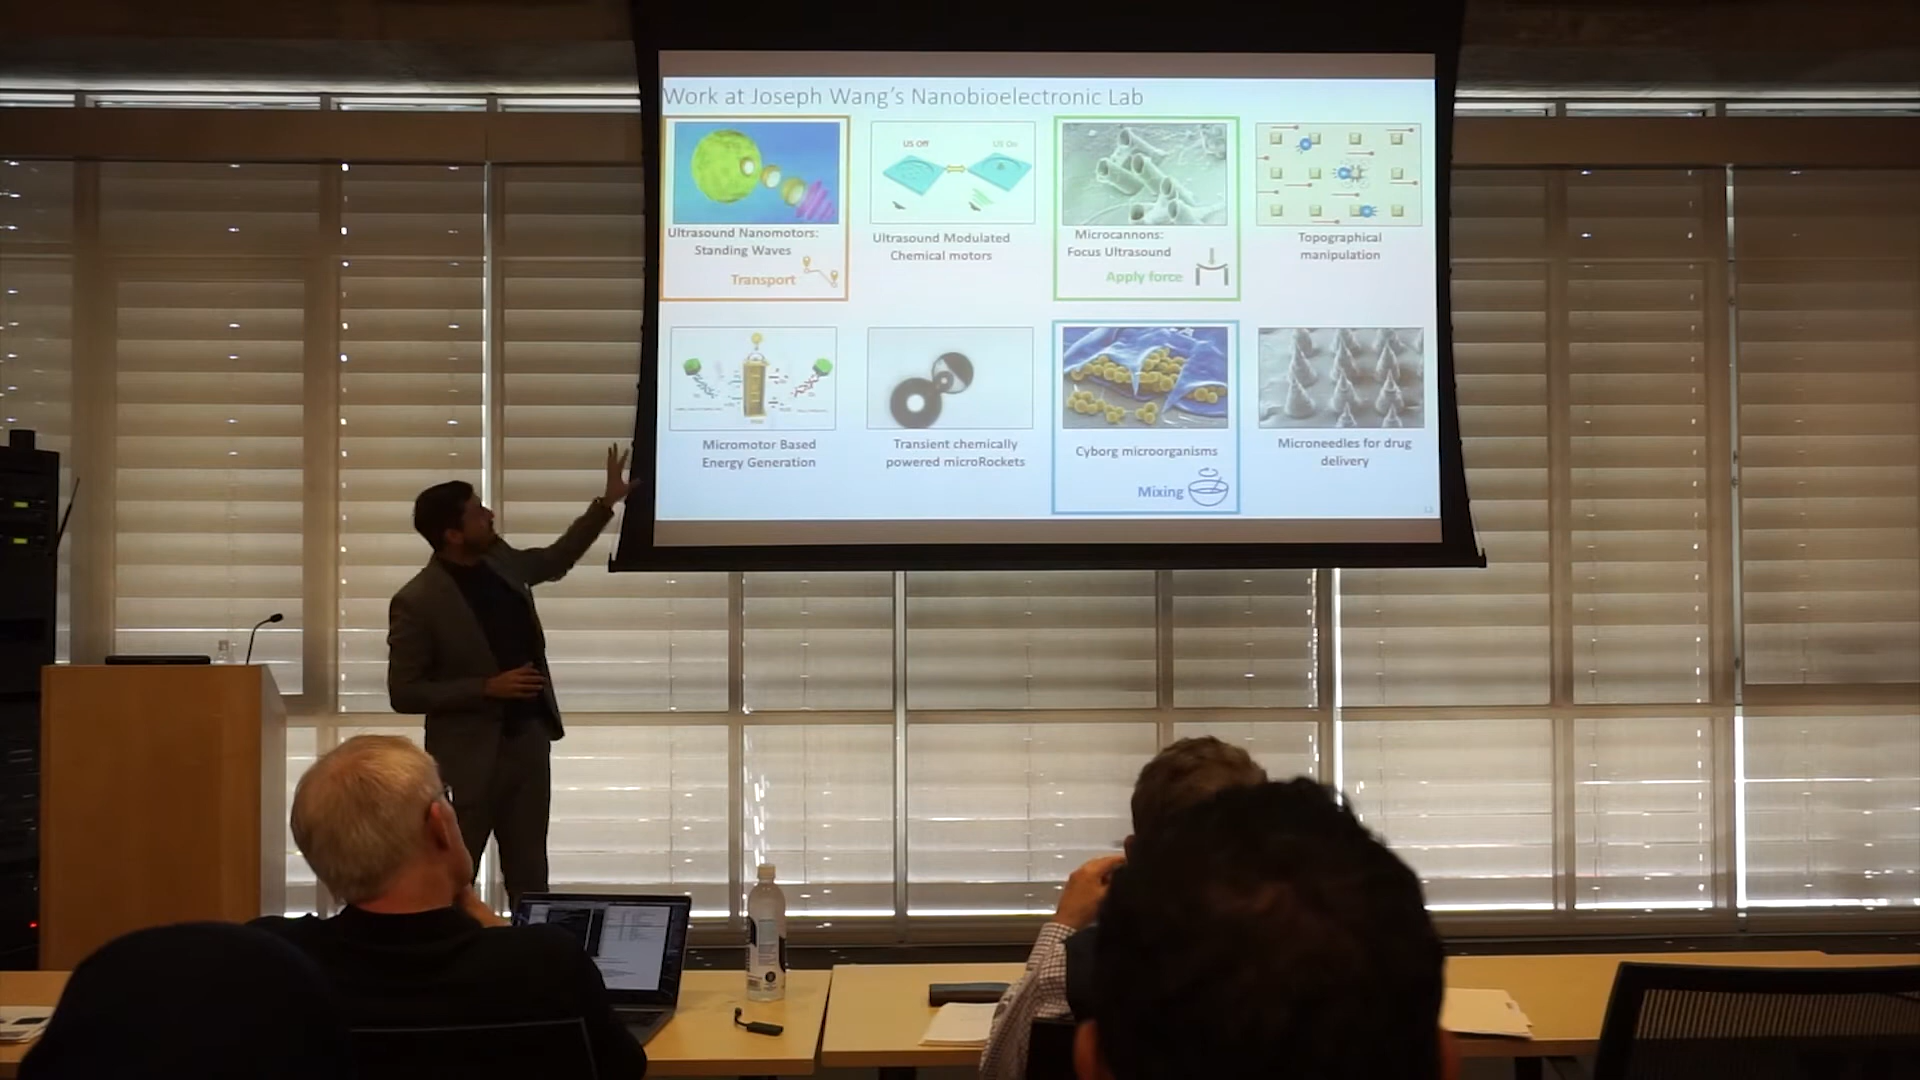 Work at Joseph Wang's Nanobioelectronic Lab
Ultrasound Nanomotors:
Standing Waves
Transport
US Off
US On
Ultrasound Modulated
Chemical motors
Microcannons:
Focus Ultrasound
Apply force
Topographical
manipulation
Micromotor Based
Energy Generation
Transient chemically
powered microRockets
Cyborg microorganisms
Mixing
Microneedles for drug
delivery